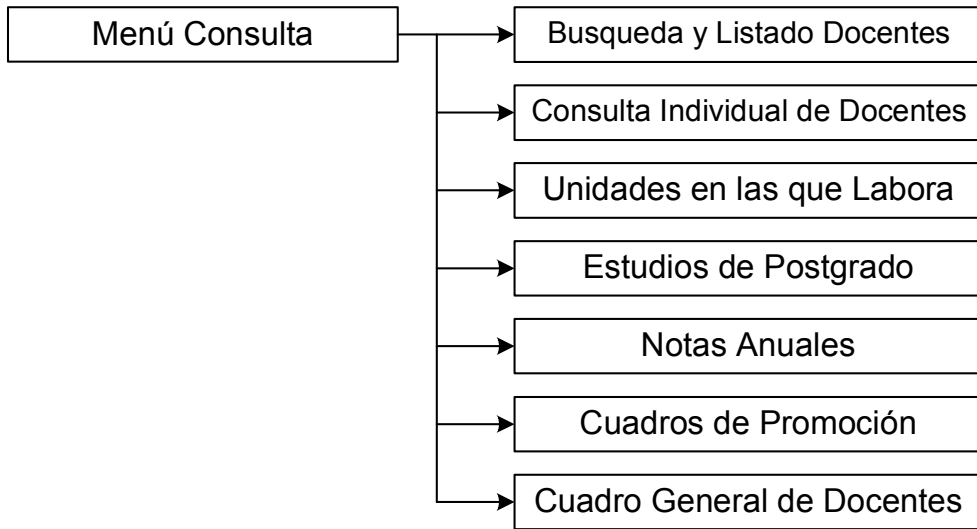 Menú Consulta
Busqueda y Listado Docentes
Consulta Individual de Docentes
Unidades en las que Labora
Estudios de Postgrado
Notas Anuales
Cuadros de Promoción
Cuadro General de Docentes